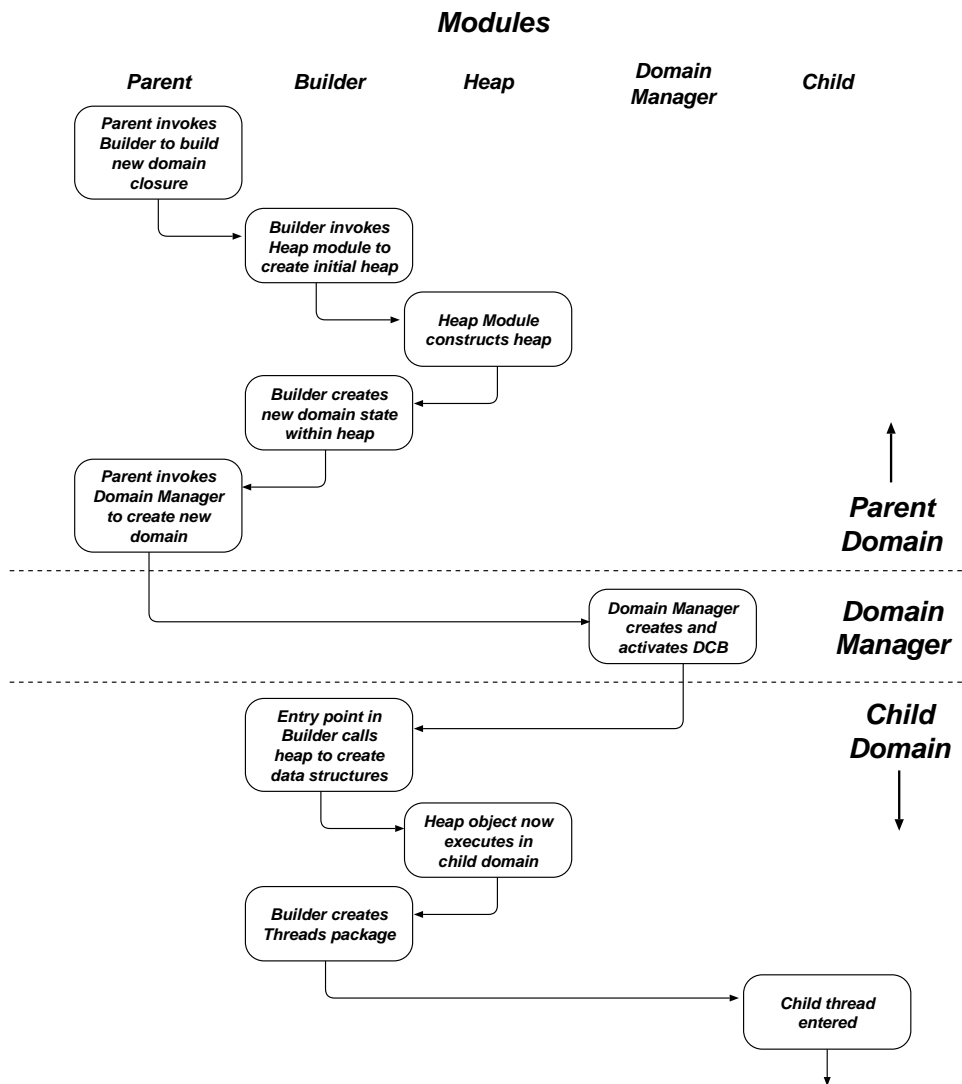 Modules
Parent
Builder
Heap
Domain
Manager
Child
Parent invokes
Builder to build
new domain
closure
Builder invokes
Heap module to
create initial heap
Heap Module
constructs heap
Builder creates
new domain state
within heap
Parent invokes
Domain Manager
to create new
domain
Parent
Domain
Domain Manager
creates and
activates DCB
Domain
Manager
Entry point in
Builder calls
heap to create
data structures
Child
Domain
Heap object now
executes in
child domain
Builder creates
Threads package
Child thread
entered